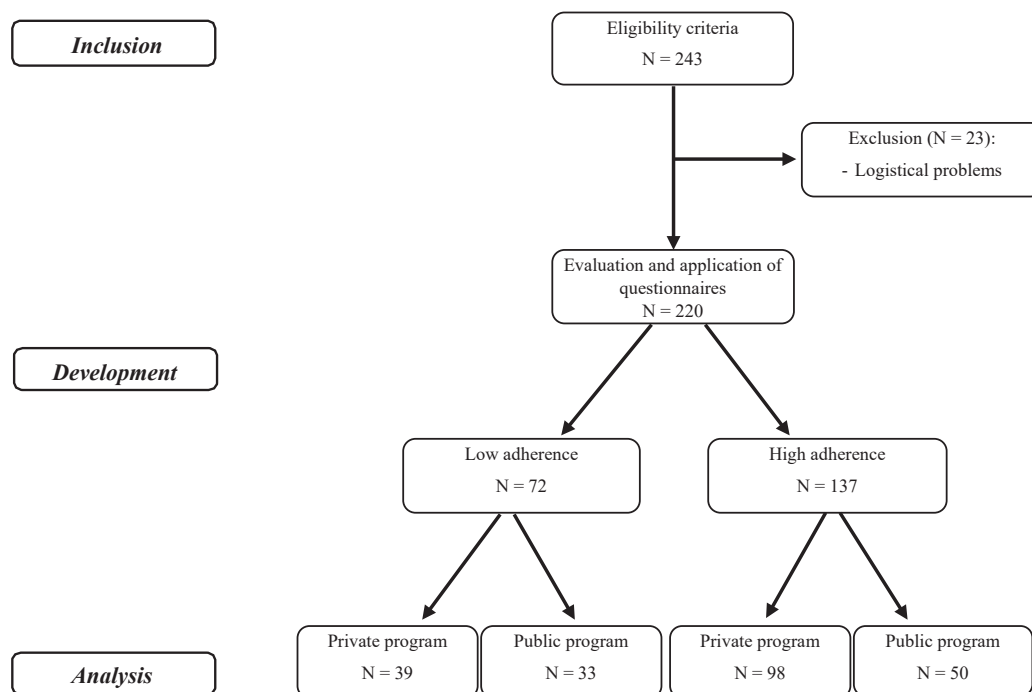 Inclusion
Eligibility criteria
N = 243
Exclusion (N = 23):
- Logistical problems
Evaluation and application of
questionnaires
N = 220
Development
Low adherence
N = 72
High adherence
N = 137
Analysis
Private program
N = 39
Public program
N = 33
Private program
N = 98
Public program
N = 50